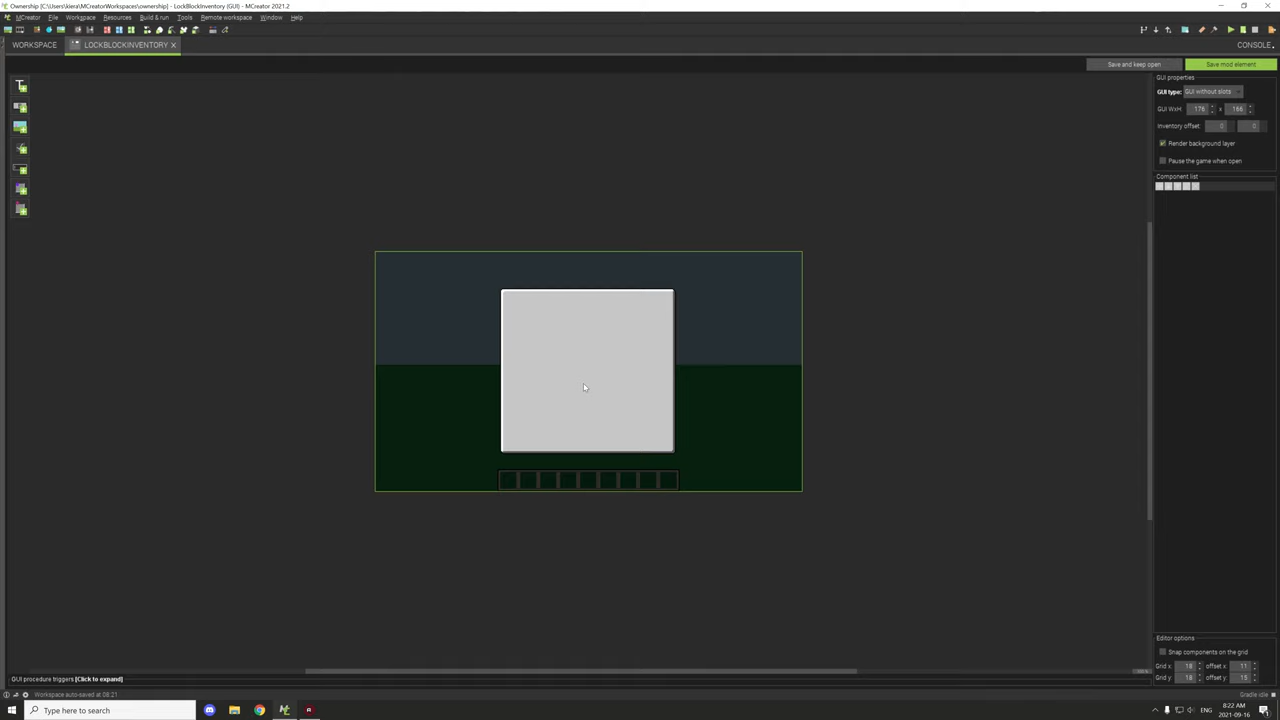 Ownership [C:\Users\kiera\MCreatorWorkspaces\ownership] - LockBlockInventory (GUI) - MCreator 2021.2
MCreator File Workspace Resources Build & run Tools Remote workspace Window Help
WORKSPACE LOCKBLOCKINVENTORY CONSOLE
Save and keep open Save mod element
GUI properties
GUI type: GUI without slots
GUI WxH: 176 x 166
Inventory offset: 0 0
Render background layer
Pause the game when open
Component list
Editor options
Snap components on the grid
Grid x: 18 offset x: 11
Grid y: 18 offset y: 15
GUI procedure triggers [Click to expand]
Workspace auto-saved at 08:21 Gradle idle
Type here to search
ENG
8:22 AM
2021-09-16